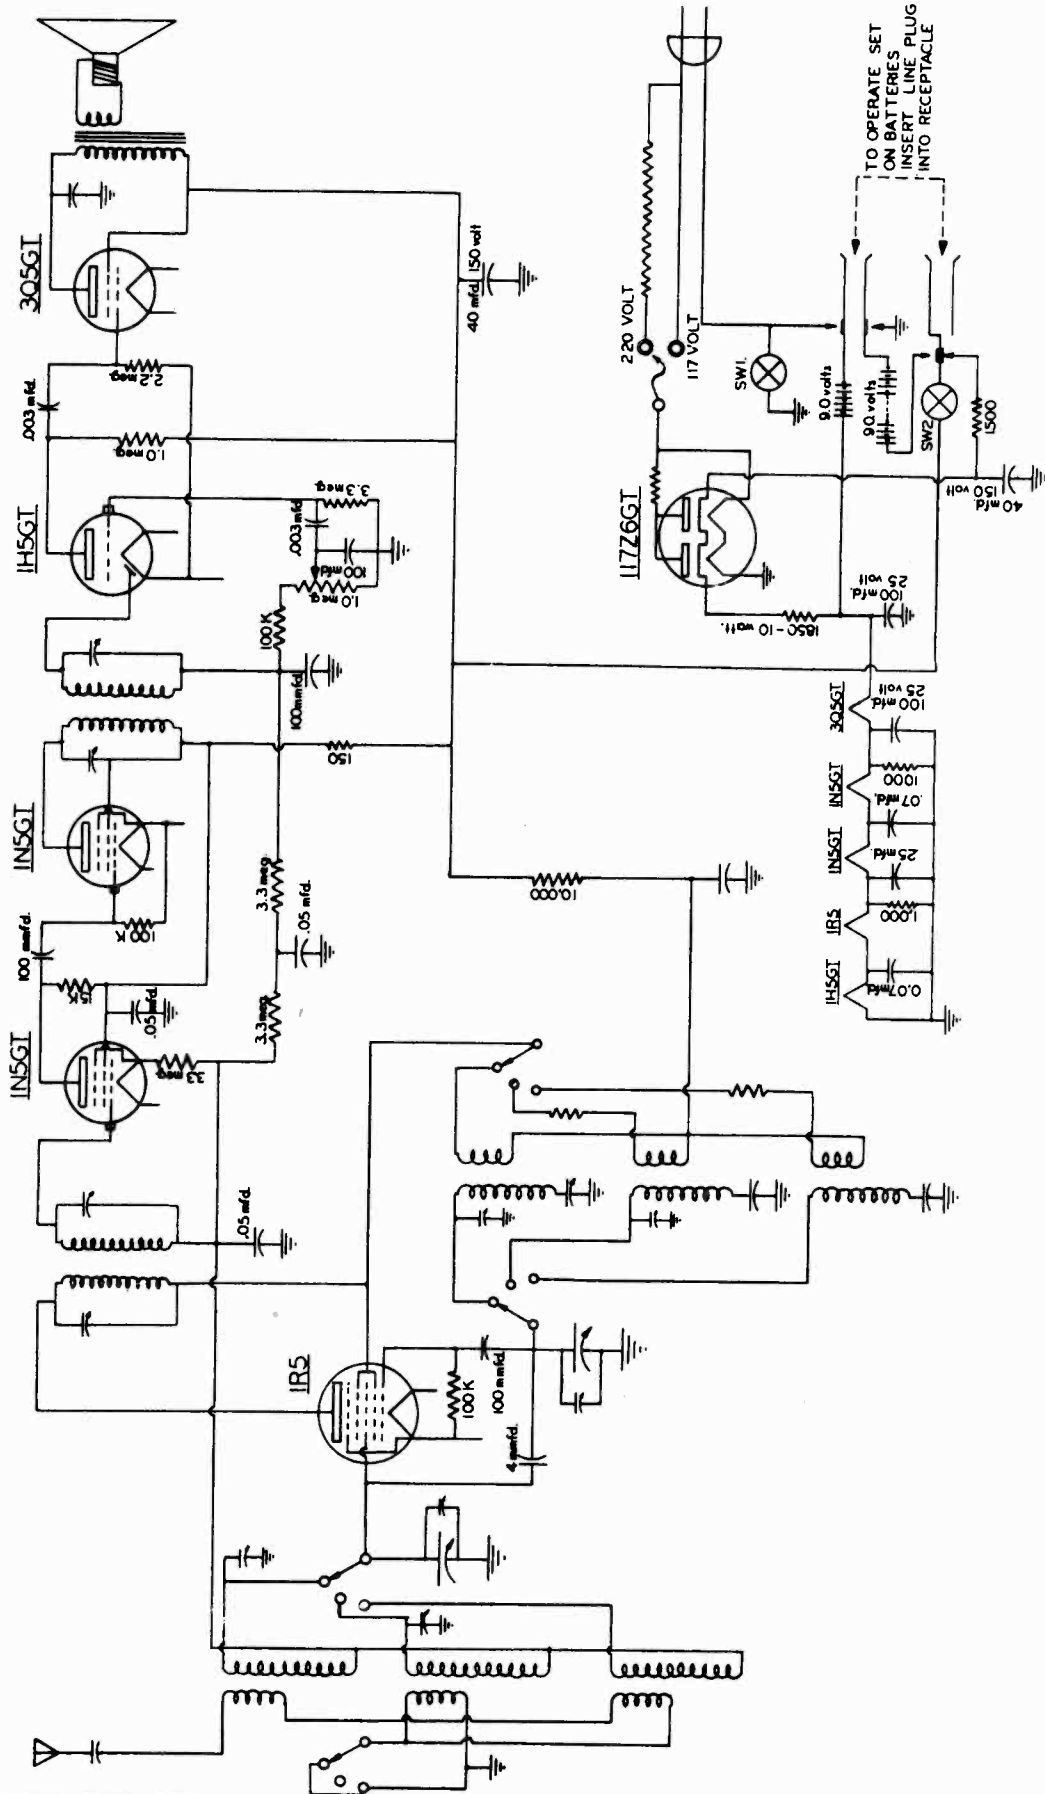 1N5GT
1N5GT
1H5GT
3Q5GT
100 mmfd.
15K
100 K
.05 mfd.
3.3
meg.
.05 mfd.
3.3 meg
3.3 meg
.05 mfd.
100mmfd.
100K
1.0 meg.
100 mfd
.003 mfd
3.3 meg.
1.0 meg.
.003 mfd.
2.2 meg.
150
40 mfd. 150 volt
1R5
100K
100 mmfd.
4 mmfd.
10,000
117Z6GT
220 VOLT
117 VOLT
SW1.
9.0 volts
90 volts
SW2
1500
40 mfd.
150 volt
1850-10 watt.
100 mfd.
25 volt
TO OPERATE SET
ON BATTERIES
INSERT LINE PLUG
INTO RECEPTACLE
1H5GT
1R5
1N5GT
1N5GT
3Q5GT
0.07mfd.
1,000
25 mfd.
.07 mfd.
1000
100 mfd.
25 volt